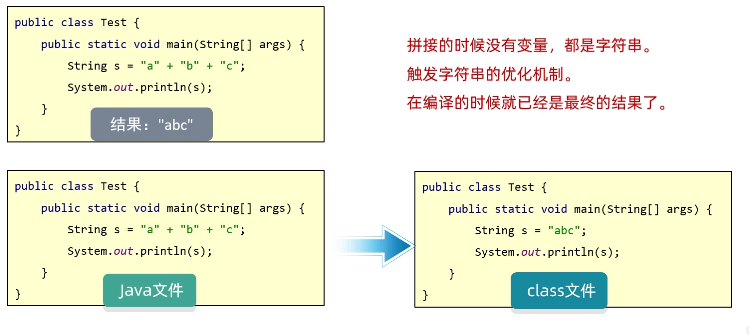 public class Test {
public static void main(String[] args) {
String s = "a" + "b" + "c";
System.out.println(s);
}
}
结果："abc"
拼接的时候没有变量，都是字符串。
触发字符串的优化机制。
在编译的时候就已经是最终的结果了。
public class Test {
public static void main(String[] args) {
String s = "a" + "b" + "c";
System.out.println(s);
}
}
Java文件
public class Test {
public static void main(String[] args) {
String s = "abc";
System.out.println(s);
}
}
class文件